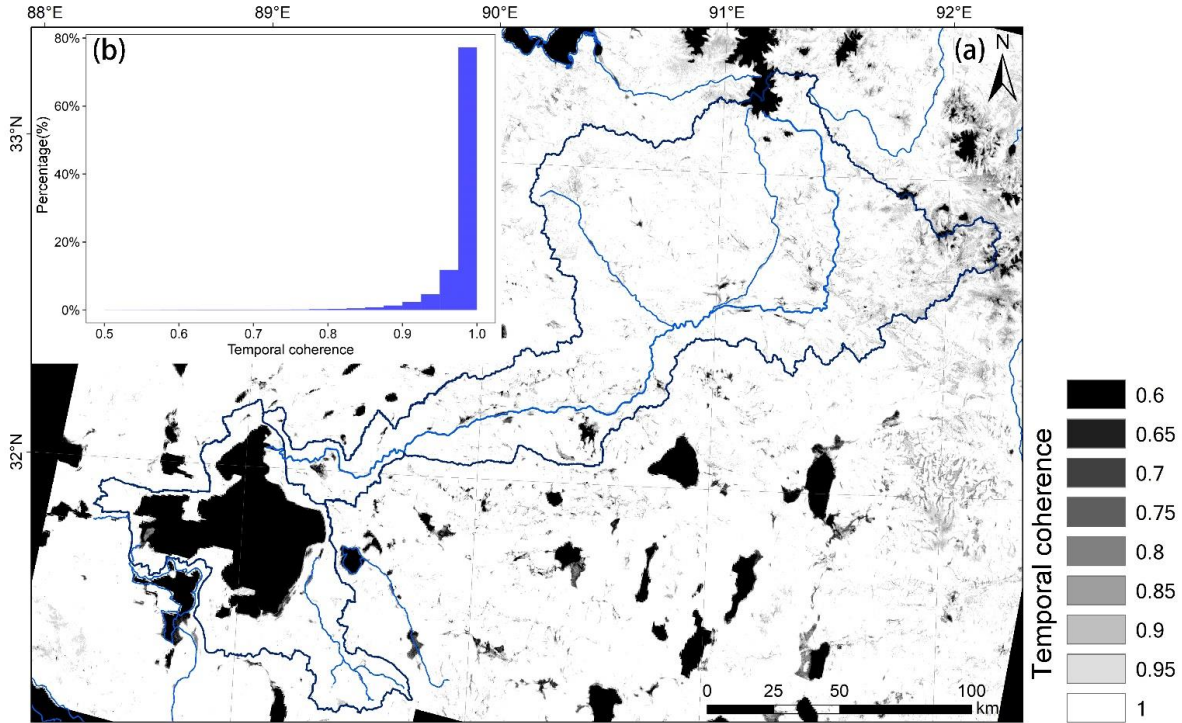 88°E 89°E 90°E 91°E 92°E
80%
(b)
(a)
N
60%
33°N
Percentage(%)
40%
20%
0%
0.5 0.6 0.7 0.8 0.9 1.0
Temporal coherence
32°N
Temporal coherence
0.6
0.65
0.7
0.75
0.8
0.85
0.9
0.95
1
0 25 50 100
km